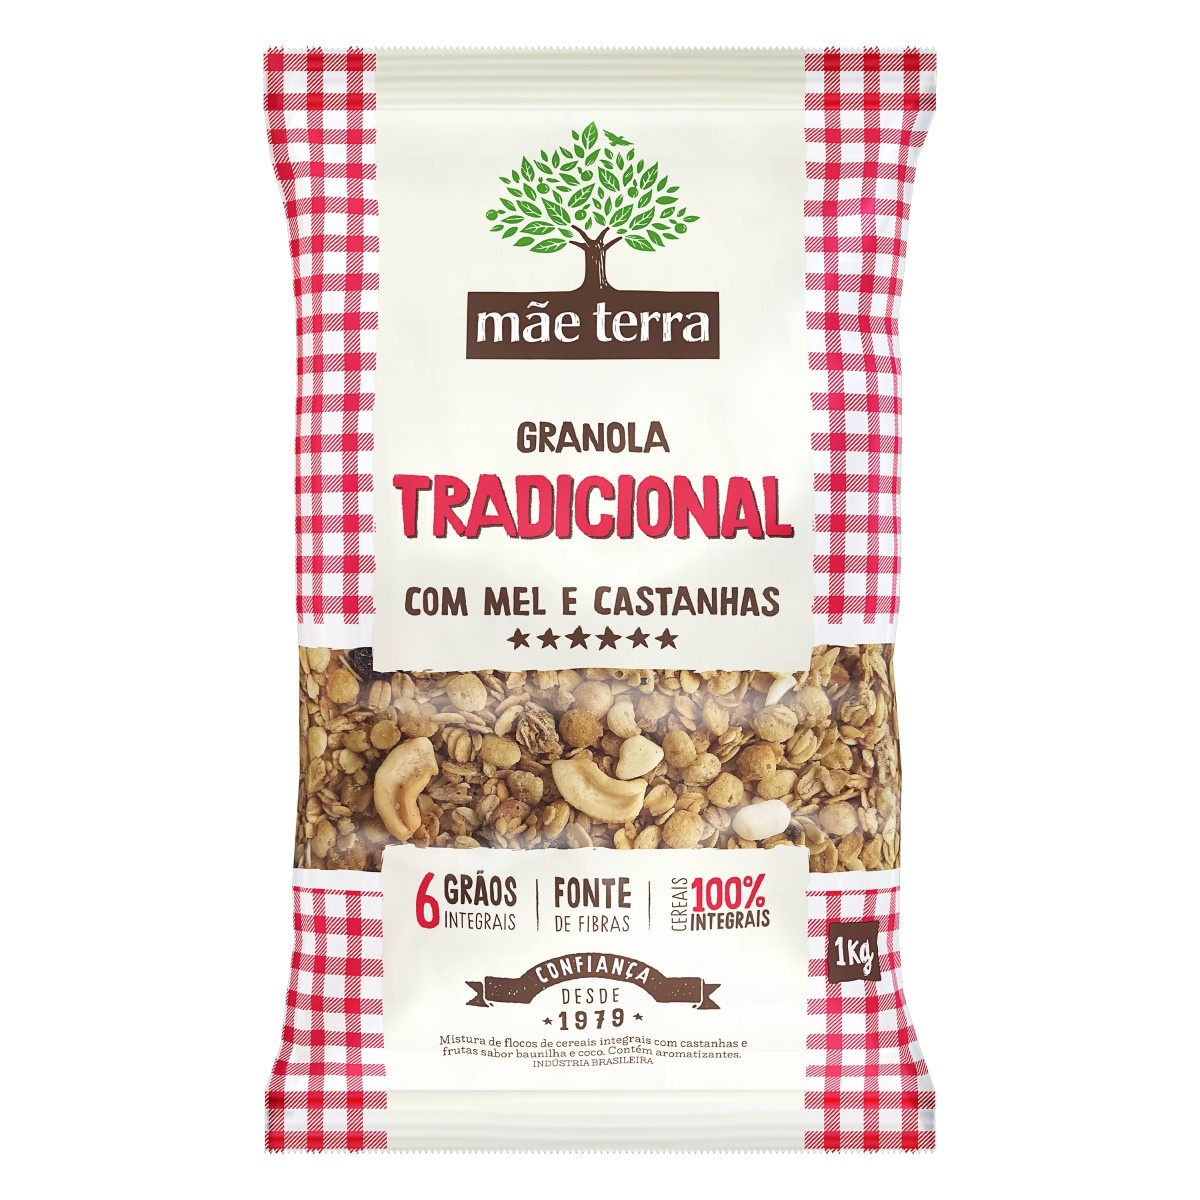 mãe terra
GRANOLA
TRADICIONAL
COM MEL E CASTANHAS
6 GRÃOS
INTEGRAIS
FONTE
DE FIBRAS
CEREAIS
100%
INTEGRAIS
1Kg
CONFIANÇA
DESDE
1979
Mistura de flocos de cereais integrais com castanhas e
frutas sabor baunilha e coco. Contém aromatizantes.
INDÚSTRIA BRASILEIRA